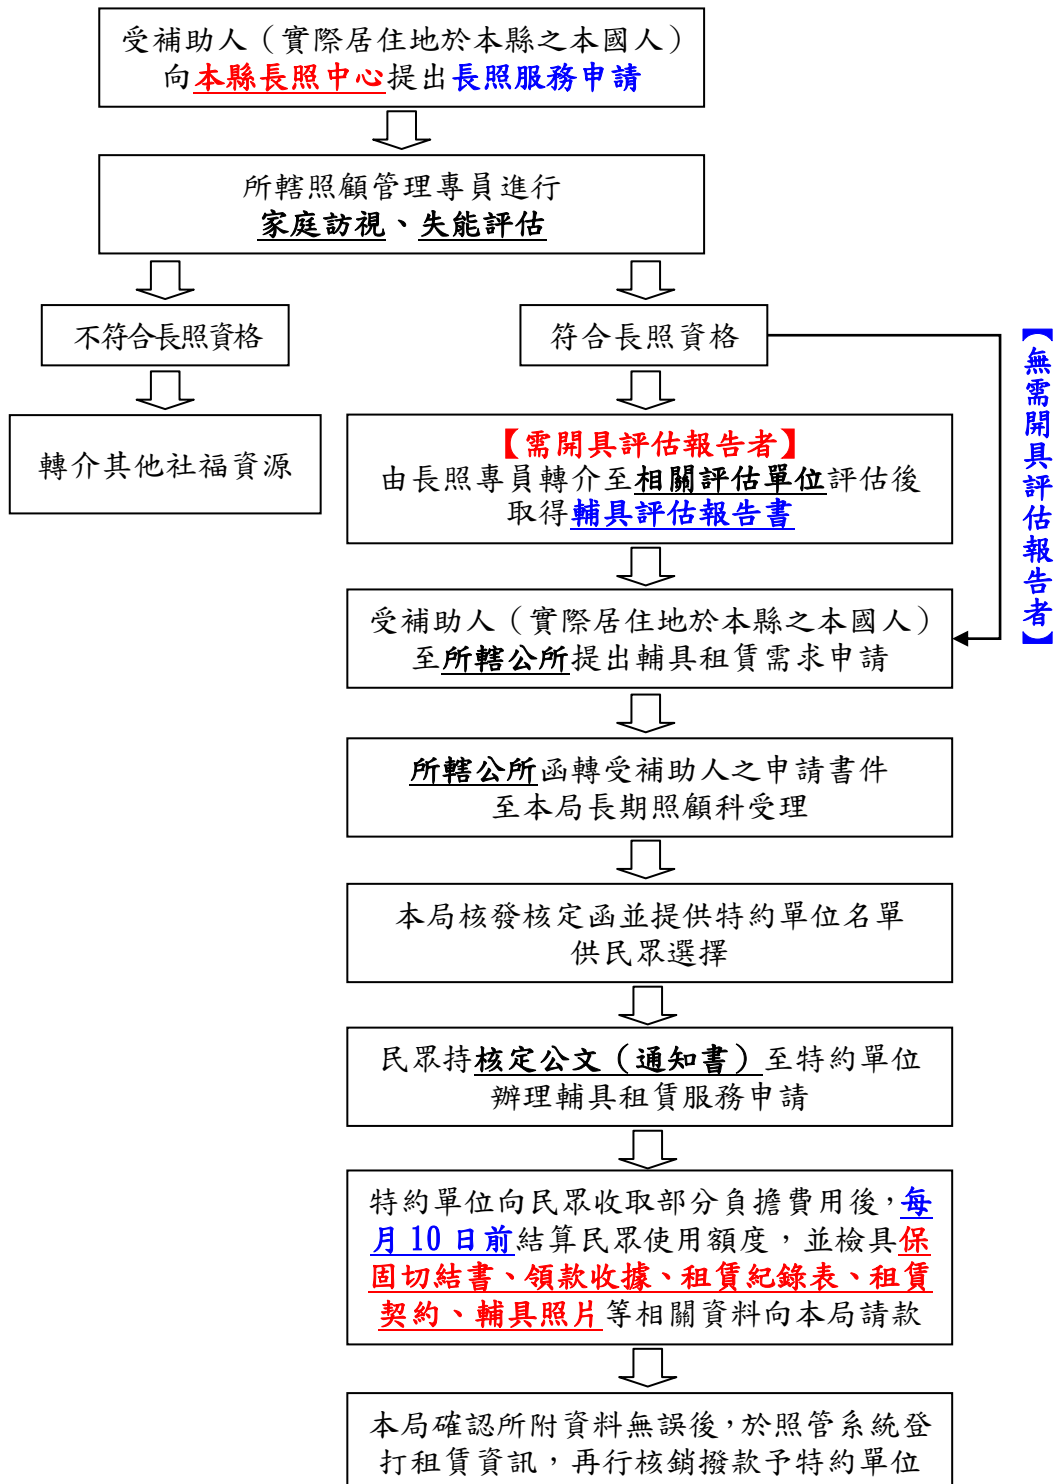 受補助人（實際居住地於本縣之本國人）
向本縣長照中心提出長照服務申請
所轄照顧管理專員進行
家庭訪視、失能評估
不符合長照資格
符合長照資格
轉介其他社福資源
【無需開具評估報告者】
【需開具評估報告者】
由長照專員轉介至相關評估單位評估後
取得輔具評估報告書
受補助人（實際居住地於本縣之本國人）
至所轄公所提出輔具租賃需求申請
所轄公所函轉受補助人之申請書件
至本局長期照顧科受理
本局核發核定函並提供特約單位名單
供民眾選擇
民眾持核定公文（通知書）至特約單位
辦理輔具租賃服務申請
特約單位向民眾收取部分負擔費用後，每
月10日前結算民眾使用額度，並檢具保
固切結書、領款收據、租賃紀錄表、租賃
契約、輔具照片等相關資料向本局請款
本局確認所附資料無誤後，於照管系統登
打租賃資訊，再行核銷撥款予特約單位